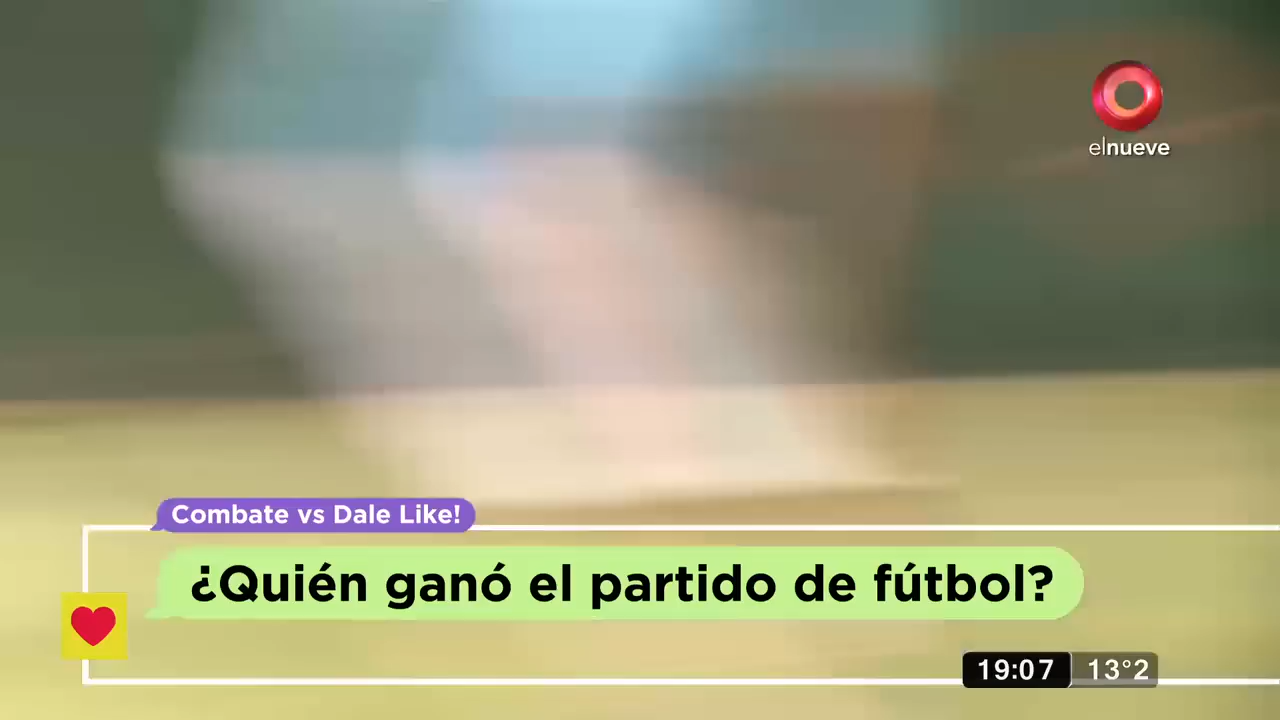 elnueve
Combate vs Dale Like!
¿Quién ganó el partido de fútbol?
19:07 13°2